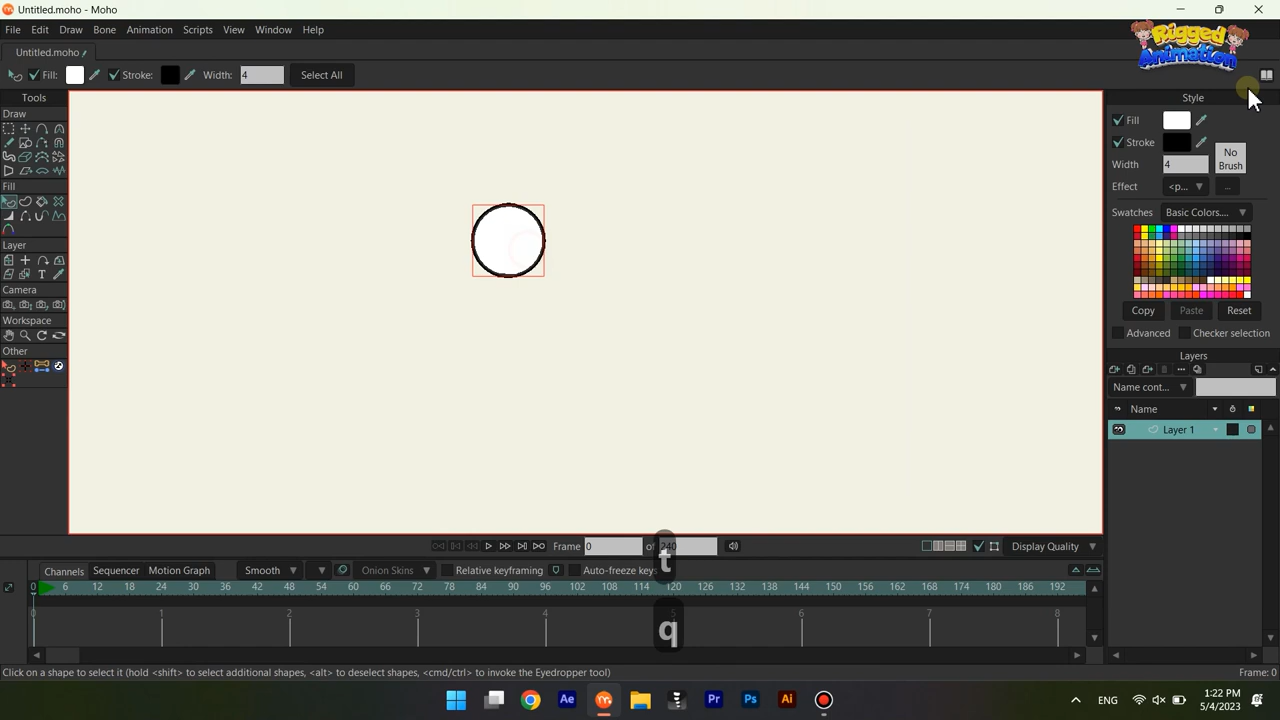 Untitled.moho - Moho
File Edit Draw Bone Animation Scripts View Window Help
Rigged Animation
Untitled.moho
Fill: Stroke: Width: 4 Select All
Tools
Draw
Fill
Layer
Camera
Workspace
Other
Style
Fill
Stroke
Width 4
No Brush
Effect <p... ...
Swatches Basic Colors....
Copy Paste Reset
Advanced Checker selection
Layers
Name cont...
Name
Layer 1
Frame 0 of 240
Display Quality
t
q
Channels Sequencer Motion Graph Smooth Onion Skins Relative keyframing Auto-freeze keys
0 6 12 18 24 30 36 42 48 54 60 66 72 78 84 90 96 102 108 114 120 126 132 138 144 150 156 162 168 174 180 186 192
0 1 2 3 4 5 6 7 8
Click on a shape to select it (hold <shift> to select additional shapes, <alt> to deselect shapes, <cmd/ctrl> to invoke the Eyedropper tool)
Frame: 0
Ae Pr Ps Ai
ENG
1:22 PM
5/4/2023